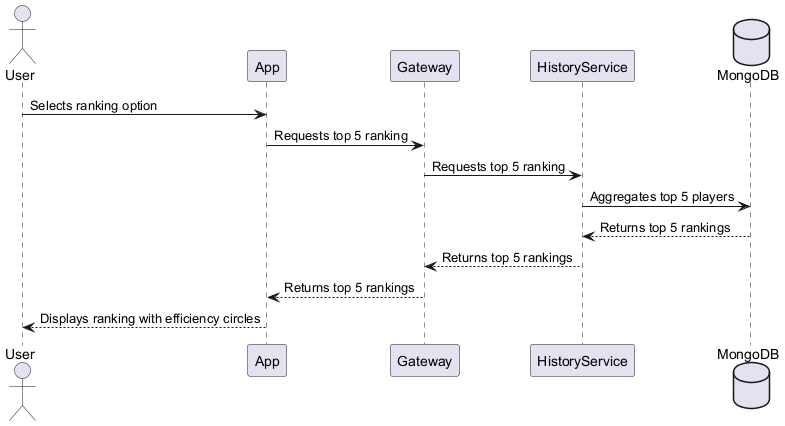 User
App
Gateway
HistoryService
MongoDB
Selects ranking option
Requests top 5 ranking
Requests top 5 ranking
Aggregates top 5 players
Returns top 5 rankings
Returns top 5 rankings
Returns top 5 rankings
Displays ranking with efficiency circles
User
App
Gateway
HistoryService
MongoDB